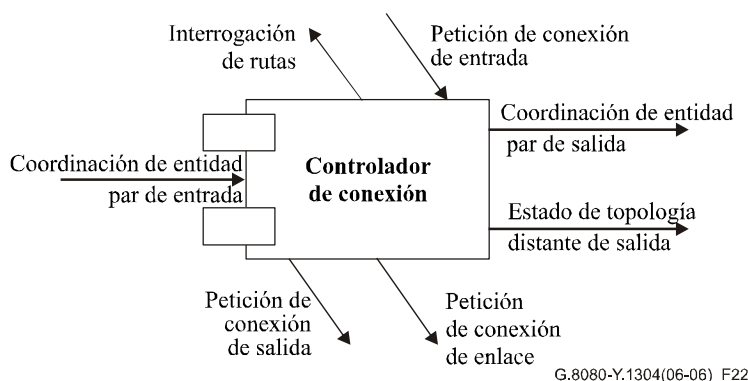 Interrogación
de rutas
Petición de conexión
de entrada
Coordinación de entidad
par de salida
Coordinación de entidad
par de entrada
Controlador
de conexión
Estado de topología
distante de salida
Petición de
conexión
de salida
Petición
de conexión
de enlace
G.8080-Y.1304(06-06)_F22